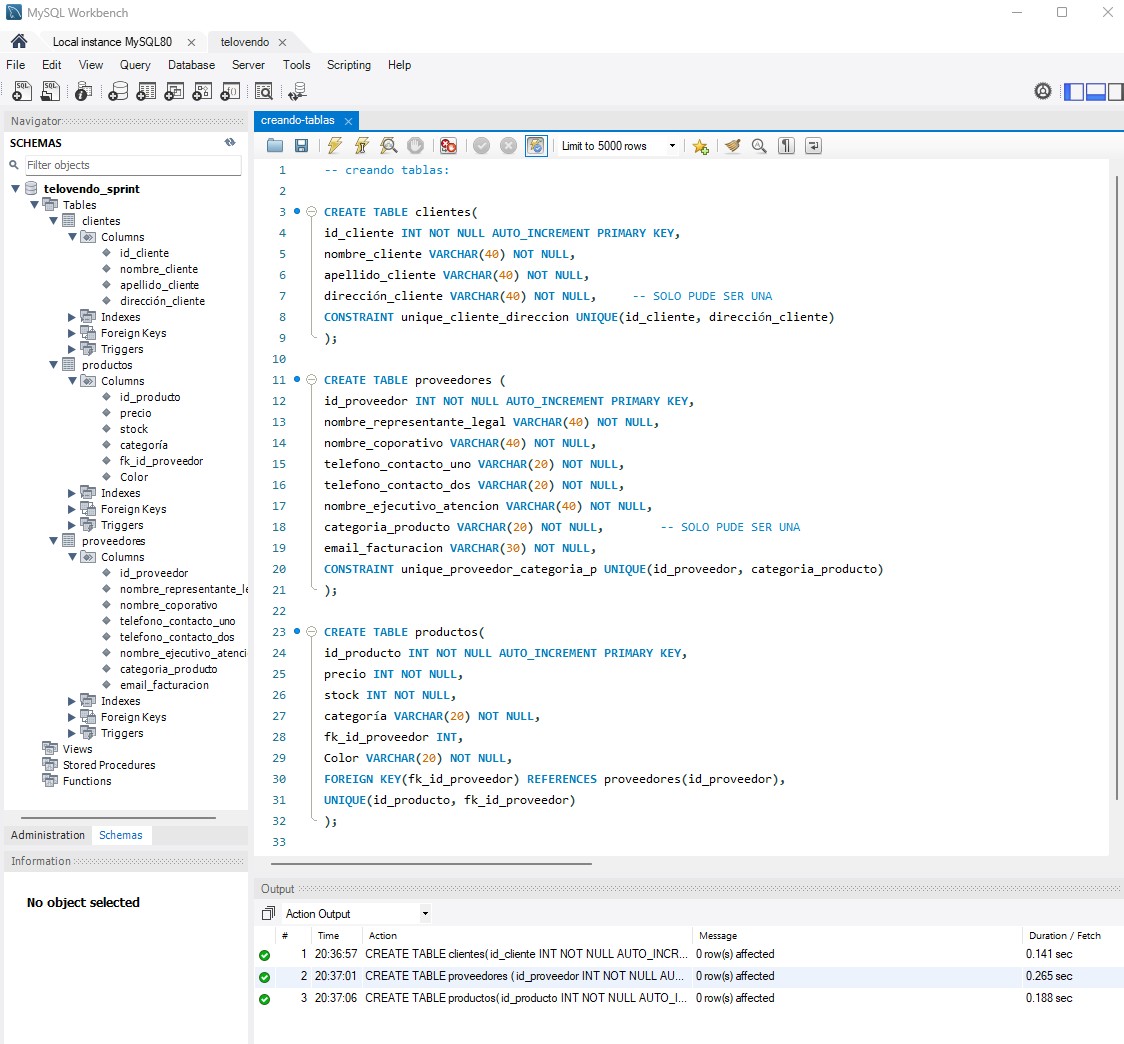 MySQL Workbench
Local instance MySQL80
telovendo
File Edit View Query Database Server Tools Scripting Help
Navigator
SCHEMAS
Filter objects
telovendo_sprint
Tables
clientes
Columns
id_cliente
nombre_cliente
apellido_cliente
dirección_cliente
Indexes
Foreign Keys
Triggers
productos
Columns
id_producto
precio
stock
categoría
fk_id_proveedor
Color
Indexes
Foreign Keys
Triggers
proveedores
Columns
id_proveedor
nombre_representante_le
nombre_coporativo
telefono_contacto_uno
telefono_contacto_dos
nombre_ejecutivo_atenci
categoria_producto
email_facturacion
Indexes
Foreign Keys
Triggers
Views
Stored Procedures
Functions
Administration Schemas
Information
No object selected
creando-tablas
Limit to 5000 rows
1 -- creando tablas:
2
3 CREATE TABLE clientes(
4 id_cliente INT NOT NULL AUTO_INCREMENT PRIMARY KEY,
5 nombre_cliente VARCHAR(40) NOT NULL,
6 apellido_cliente VARCHAR(40) NOT NULL,
7 dirección_cliente VARCHAR(40) NOT NULL, -- SOLO PUDE SER UNA
8 CONSTRAINT unique_cliente_direccion UNIQUE(id_cliente, dirección_cliente)
9 );
10
11 CREATE TABLE proveedores (
12 id_proveedor INT NOT NULL AUTO_INCREMENT PRIMARY KEY,
13 nombre_representante_legal VARCHAR(40) NOT NULL,
14 nombre_coporativo VARCHAR(40) NOT NULL,
15 telefono_contacto_uno VARCHAR(20) NOT NULL,
16 telefono_contacto_dos VARCHAR(20) NOT NULL,
17 nombre_ejecutivo_atencion VARCHAR(40) NOT NULL,
18 categoria_producto VARCHAR(20) NOT NULL, -- SOLO PUDE SER UNA
19 email_facturacion VARCHAR(30) NOT NULL,
20 CONSTRAINT unique_proveedor_categoria_p UNIQUE(id_proveedor, categoria_producto)
21 );
22
23 CREATE TABLE productos(
24 id_producto INT NOT NULL AUTO_INCREMENT PRIMARY KEY,
25 precio INT NOT NULL,
26 stock INT NOT NULL,
27 categoría VARCHAR(20) NOT NULL,
28 fk_id_proveedor INT,
29 Color VARCHAR(20) NOT NULL,
30 FOREIGN KEY(fk_id_proveedor) REFERENCES proveedores(id_proveedor),
31 UNIQUE(id_producto, fk_id_proveedor)
32 );
33
Output
Action Output
# Time Action Message Duration / Fetch
1 20:36:57 CREATE TABLE clientes( id_cliente INT NOT NULL AUTO_INCR... 0 row(s) affected 0.141 sec
2 20:37:01 CREATE TABLE proveedores ( id_proveedor INT NOT NULL AU... 0 row(s) affected 0.265 sec
3 20:37:06 CREATE TABLE productos( id_producto INT NOT NULL AUTO_I... 0 row(s) affected 0.188 sec